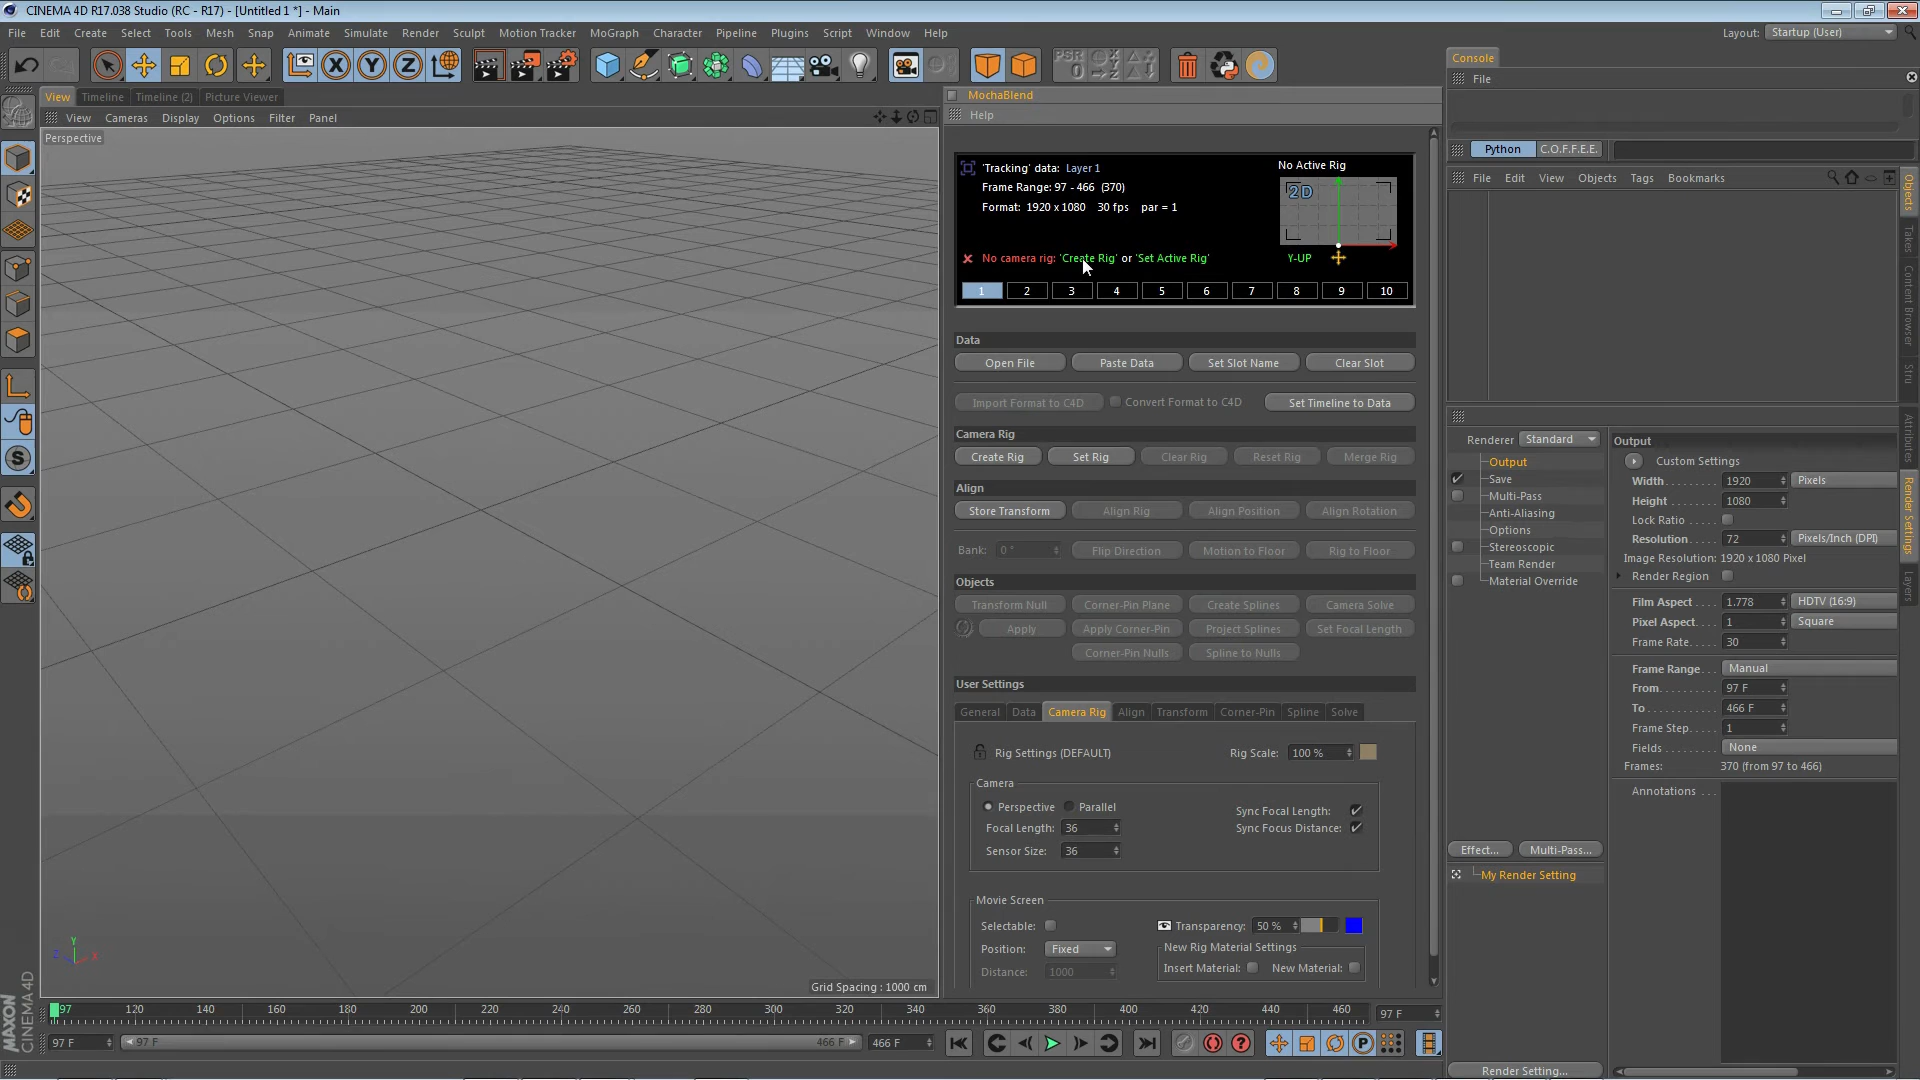 CINEMA 4D R17.038 Studio (RC - R17) - [Untitled 1 *] - Main
File Edit Create Select Tools Mesh Snap Animate Simulate Render Sculpt Motion Tracker MoGraph Character Pipeline Plugins Script Window Help
Layout: Startup (User)
X Y Z
PSR 0
Console
File
View Timeline Timeline (2) Picture Viewer
View Cameras Display Options Filter Panel
Perspective
Y
Z X
Grid Spacing : 1000 cm
MochaBlend
Help
'Tracking' data: Layer 1
Frame Range: 97 - 466 (370)
Format: 1920 x 1080 30 fps par = 1
No Active Rig
2D
No camera rig: 'Create Rig' or 'Set Active Rig'
Y-UP
1 2 3 4 5 6 7 8 9 10
Data
Open File Paste Data Set Slot Name Clear Slot
Import Format to C4D Convert Format to C4D Set Timeline to Data
Camera Rig
Create Rig Set Rig Clear Rig Reset Rig Merge Rig
Align
Store Transform Align Rig Align Position Align Rotation
Bank: 0 ° Flip Direction Motion to Floor Rig to Floor
Objects
Transform Null Corner-Pin Plane Create Splines Camera Solve
Apply Apply Corner-Pin Project Splines Set Focal Length
Corner-Pin Nulls Spline to Nulls
User Settings
General Data Camera Rig Align Transform Corner-Pin Spline Solve
Rig Settings (DEFAULT) Rig Scale: 100 %
Camera
Perspective Parallel
Sync Focal Length:
Focal Length: 36
Sync Focus Distance:
Sensor Size: 36
Movie Screen
Selectable: Transparency: 50 %
Position: Fixed New Rig Material Settings
Distance: 1000 Insert Material: New Material:
Python C.O.F.F.E.E.
File Edit View Objects Tags Bookmarks
Objects
Takes
Content Browser
Attributes
Render Settings
Layers
Renderer Standard
Output
Save
Multi-Pass
Anti-Aliasing
Options
Stereoscopic
Team Render
Material Override
Effect... Multi-Pass...
My Render Setting
Render Setting...
Output
Custom Settings
Width 1920 Pixels
Height 1080
Lock Ratio
Resolution 72 Pixels/Inch (DPI)
Image Resolution: 1920 x 1080 Pixel
Render Region
Film Aspect 1.778 HDTV (16:9)
Pixel Aspect 1 Square
Frame Rate 30
Frame Range Manual
From 97 F
To 466 F
Frame Step 1
Fields None
Frames: 370 (from 97 to 466)
Annotations
97 120 140 160 180 200 220 240 260 280 300 320 340 360 380 400 420 440 460 97 F
97 F 97 F 466 F 466 F
MAXON
CINEMA 4D